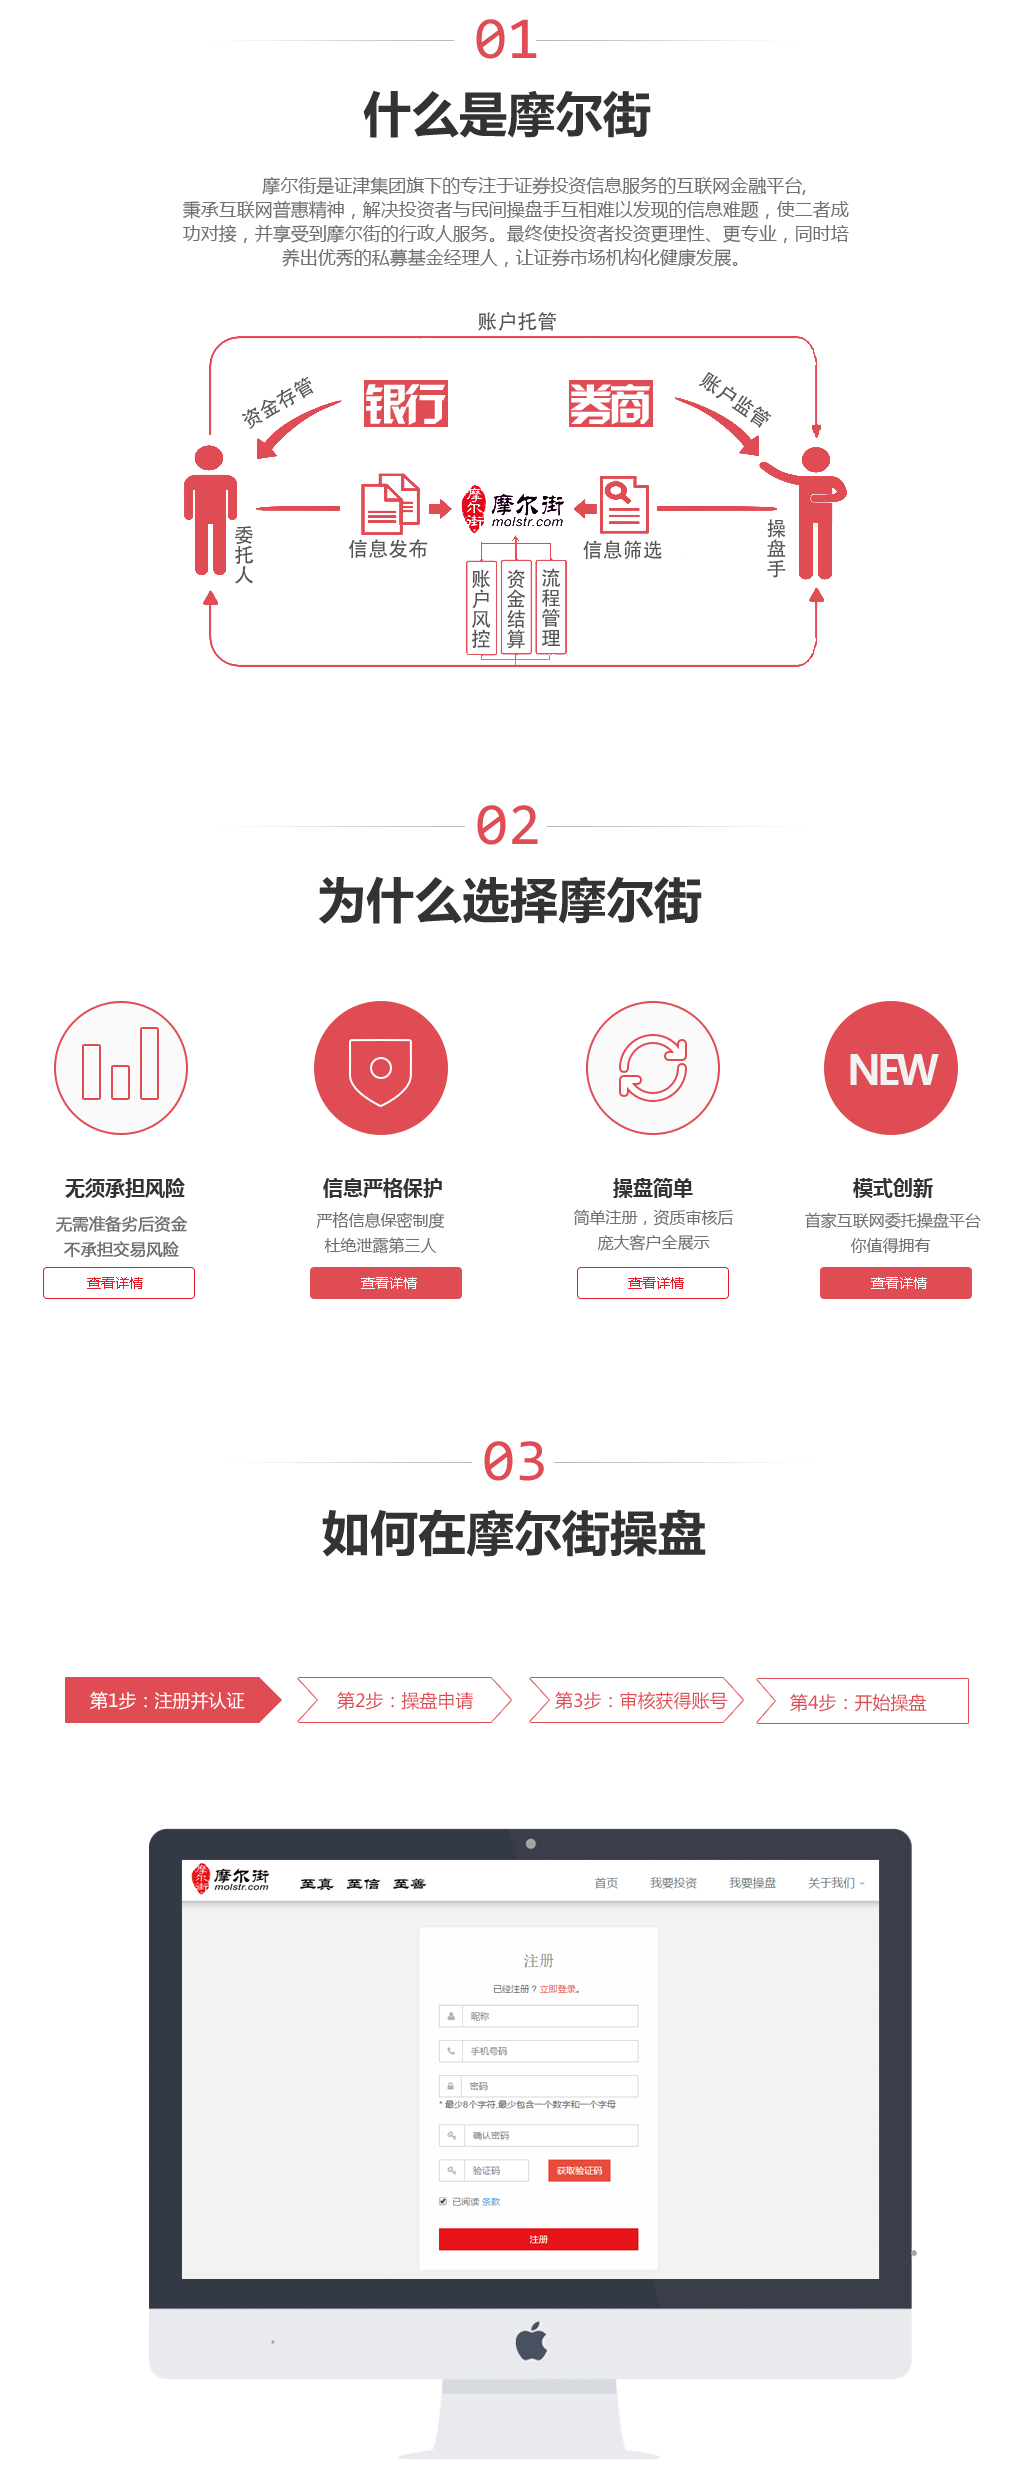 01
什么是摩尔街
摩尔街是证津集团旗下的专注于证券投资信息服务的互联网金融平台,
秉承互联网普惠精神，解决投资者与民间操盘手互相难以发现的信息难题，使二者成
功对接，并享受到摩尔街的行政人服务。最终使投资者投资更理性、更专业，同时培
养出优秀的私募基金经理人，让证券市场机构化健康发展。
账户托管
资金存管
银行
券商
账户监管
委托人
信息发布
摩尔街
摩尔街
molstr.com
信息筛选
操盘手
账户风控
资金结算
流程管理
02
为什么选择摩尔街
NEW
无须承担风险
无需准备劣后资金
不承担交易风险
查看详情
信息严格保护
严格信息保密制度
杜绝泄露第三人
查看详情
操盘简单
简单注册，资质审核后
庞大客户全展示
查看详情
模式创新
首家互联网委托操盘平台
你值得拥有
查看详情
03
如何在摩尔街操盘
第1步：注册并认证
第2步：操盘申请
第3步：审核获得账号
第4步：开始操盘
摩尔街
摩尔街
molstr.com
至真 至信 至善
首页 我要投资 我要操盘 关于我们
注册
已经注册？立即登录。
昵称
手机号码
密码
* 最少8个字符,最少包含一个数字和一个字母
确认密码
验证码 获取验证码
已阅读 条款
注册